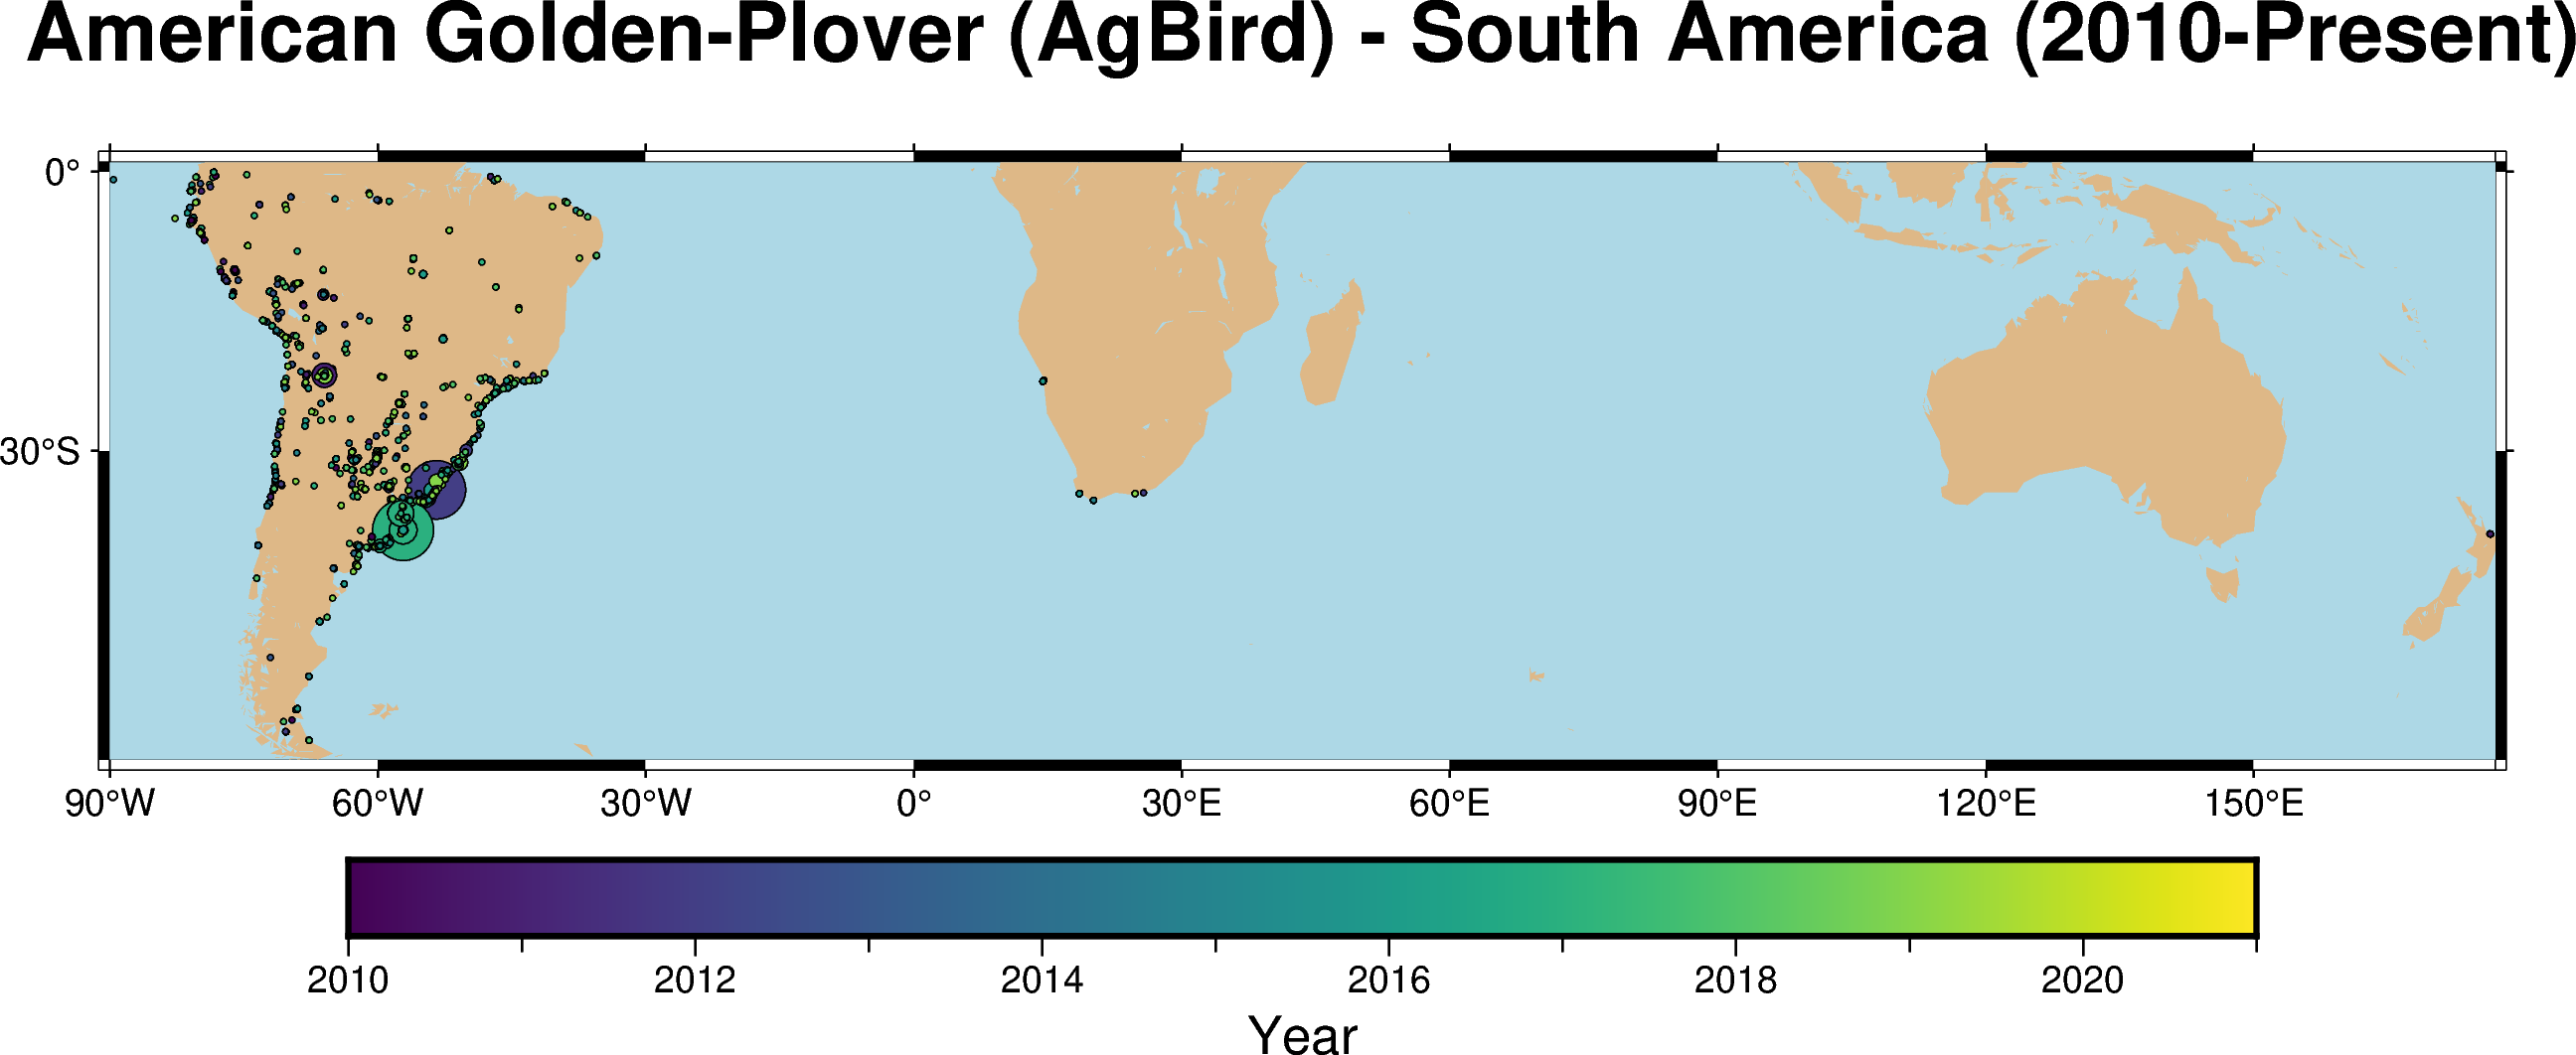 American Golden-Plover (AgBird) - South America (2010-Present)
0°
30°S
90°W 60°W 30°W 0° 30°E 60°E 90°E 120°E 150°E
2010 2012 2014 2016 2018 2020
Year